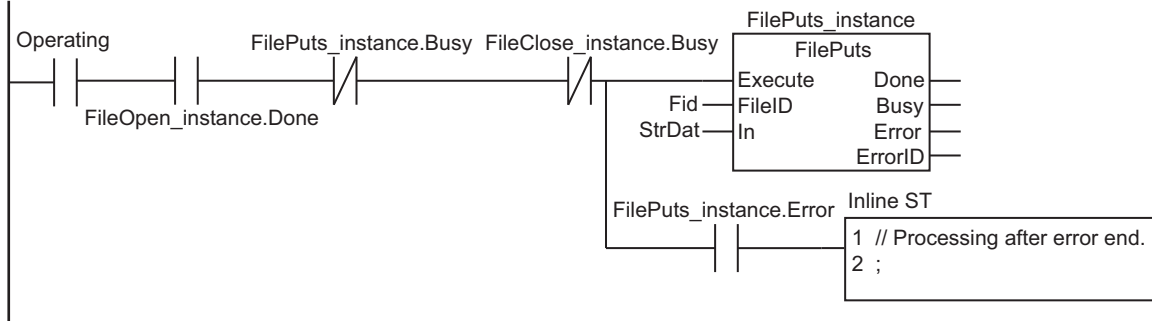 FilePuts_instance
Operating
FilePuts_instance.Busy
FileClose_instance.Busy
FilePuts
FileOpen_instance.Done
Execute Done
Fid FileID Busy
StrDat In Error
ErrorID
FilePuts_instance.Error
Inline ST
1 // Processing after error end.
2 ;